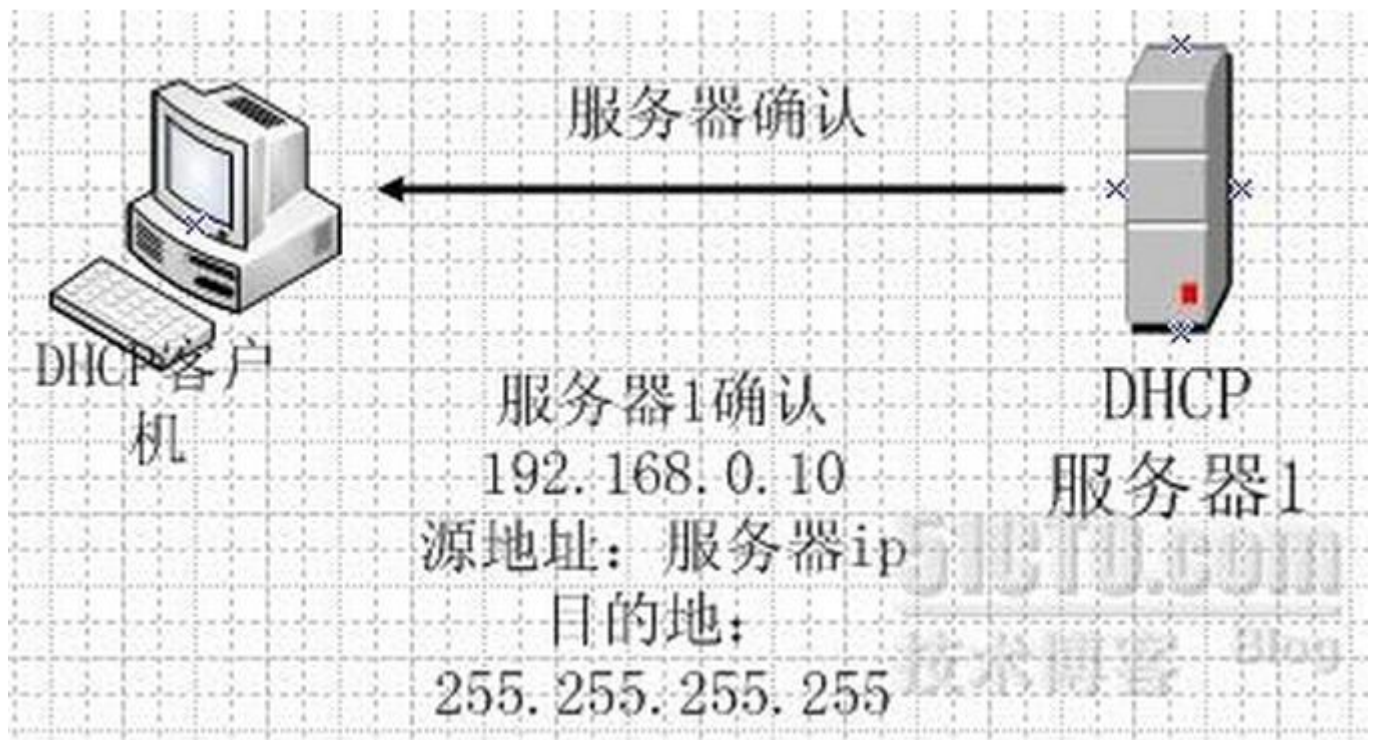 服务器确认
DHCP客户
机
服务器1确认
192.168.0.10
源地址：服务器ip
目的地：
255.255.255.255
DHCP
服务器1
51CTO.com
技术博客 Blog